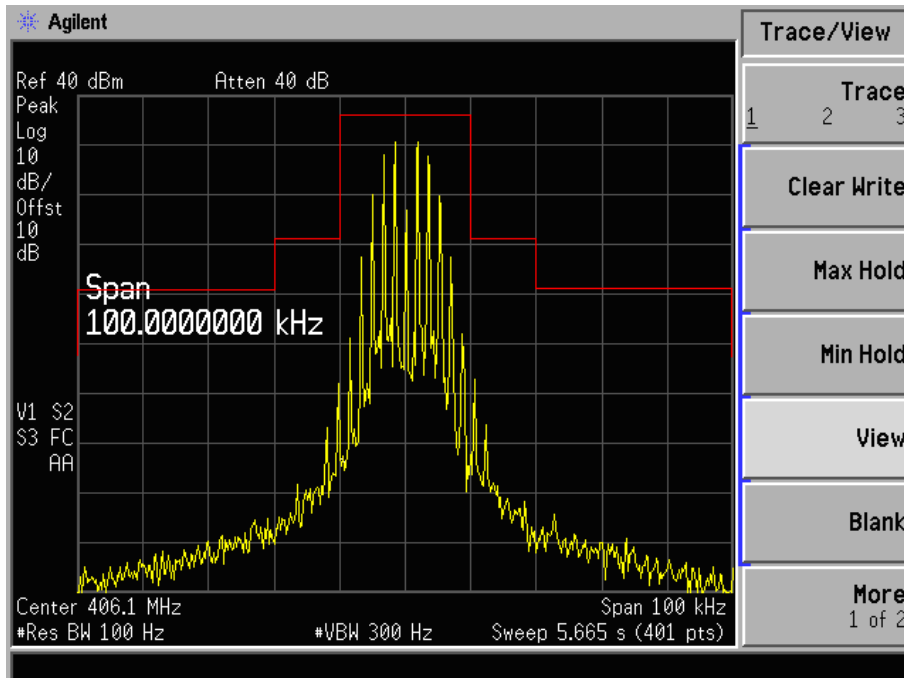 Agilent
Trace/View
Ref 40 dBm Atten 40 dB
Peak
Log
10
dB/
Offst
10
dB
Span
100.0000000 kHz
V1 S2
S3 FC
AA
Center 406.1 MHz Span 100 kHz
#Res BW 100 Hz #VBW 300 Hz Sweep 5.665 s (401 pts)
Trace
1 2 3
Clear Write
Max Hold
Min Hold
View
Blank
More
1 of 2